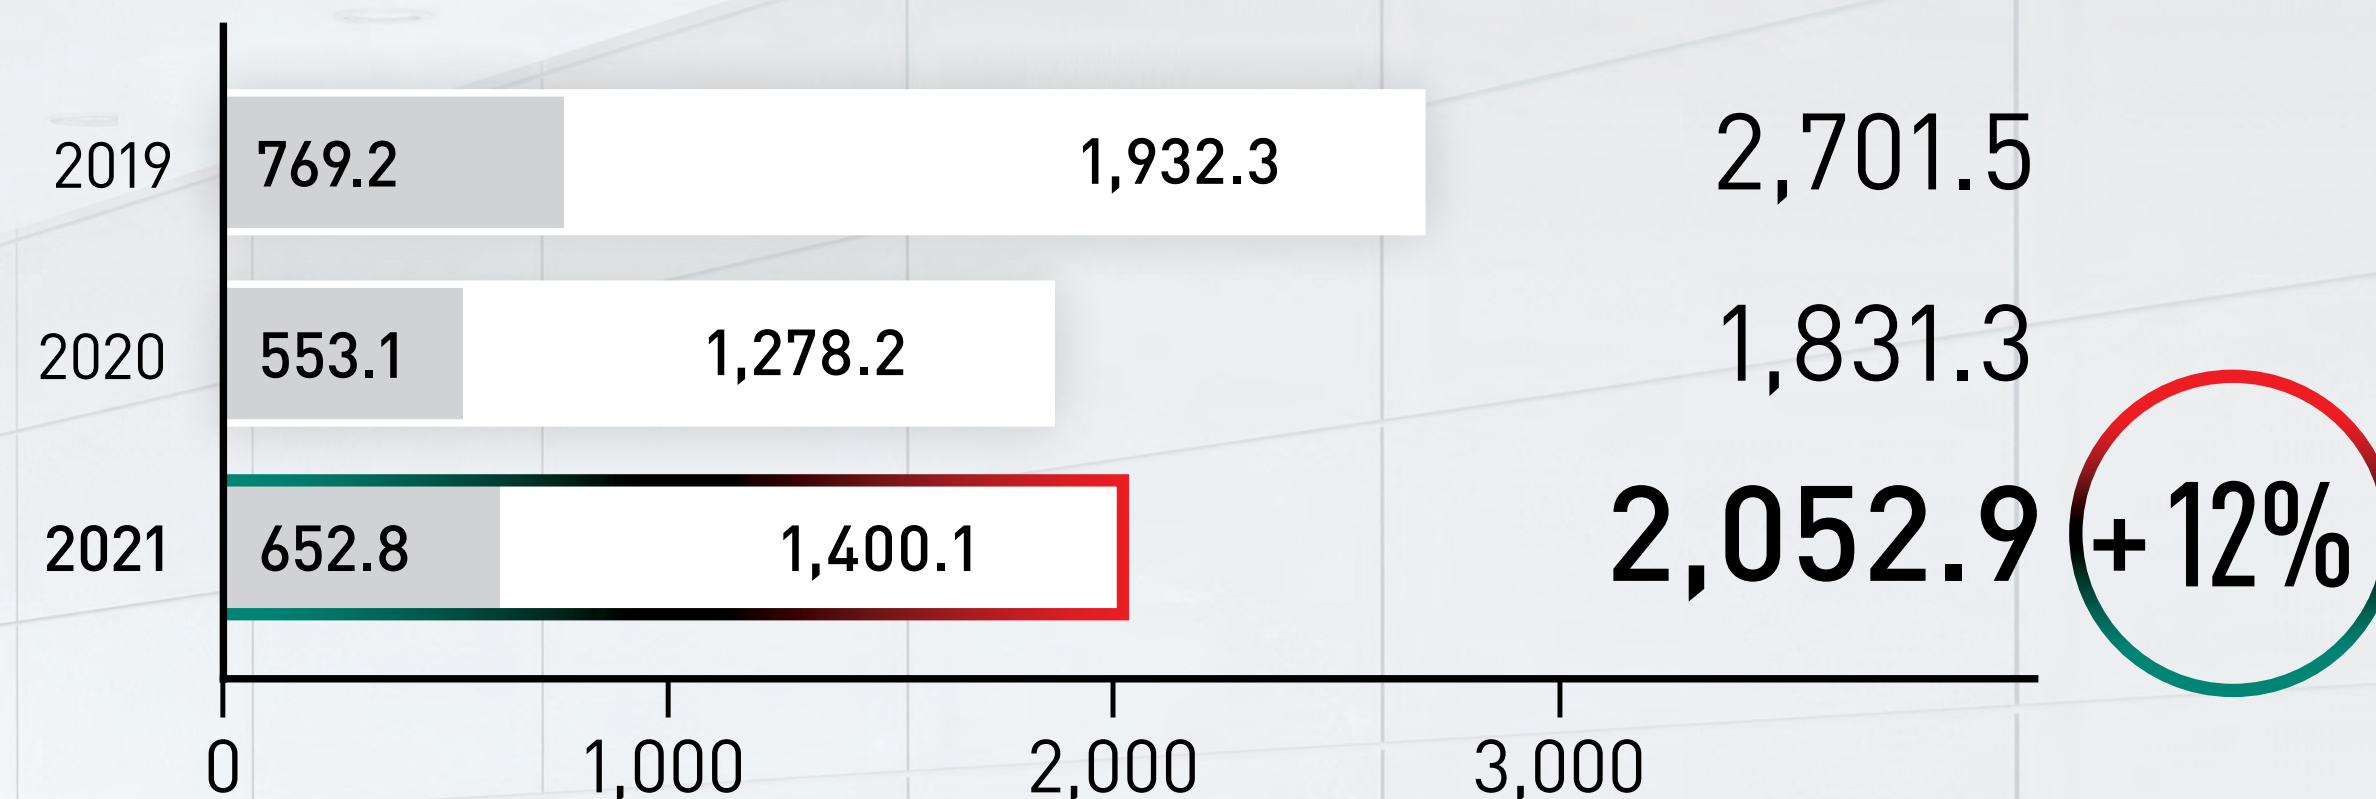 2019 769.2 1,932.3 2,701.5
2020 553.1 1,278.2 1,831.3
2021 652.8 1,400.1 2,052.9 +12%
0 1,000 2,000 3,000